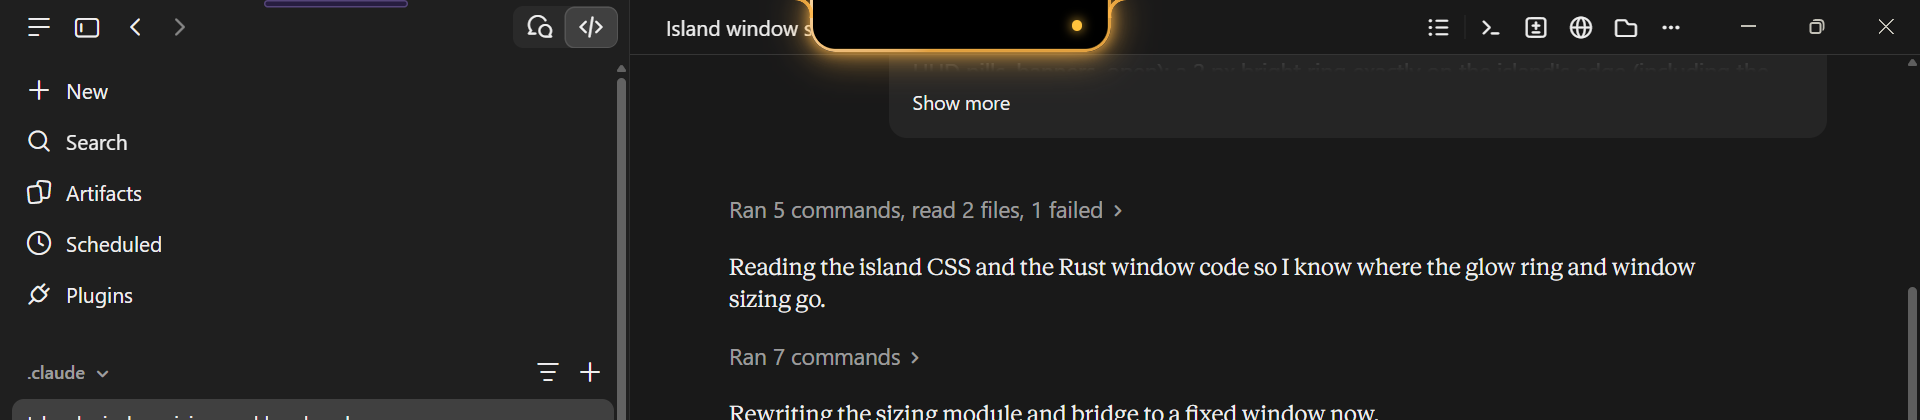 Island window
New
Search
Artifacts
Scheduled
Plugins
.claude
Show more
Ran 5 commands, read 2 files, 1 failed
Reading the island CSS and the Rust window code so I know where the glow ring and window
sizing go.
Ran 7 commands
Rewriting the sizing module and bridge to a fixed window now.